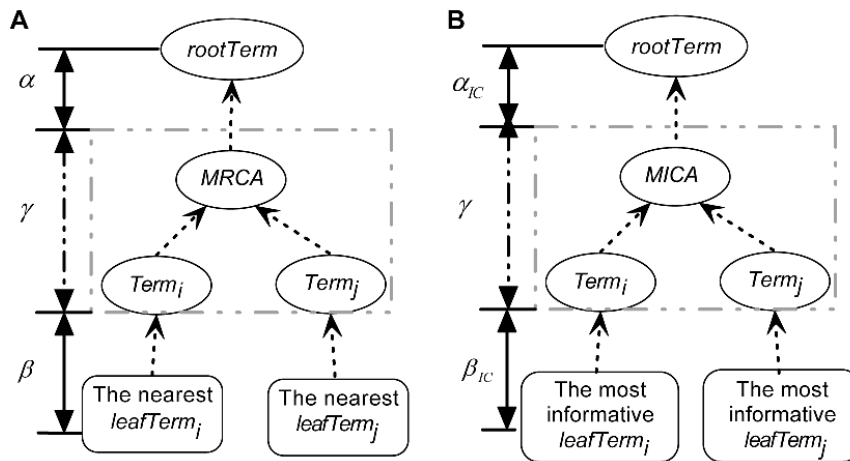 A
rootTerm
α
MRCA
γ
Term_i
Term_j
β
The nearest
leafTerm_i
The nearest
leafTerm_j
B
rootTerm
α_IC
MICA
γ
Term_i
Term_j
β_IC
The most
informative
leafTerm_i
The most
informative
leafTerm_j